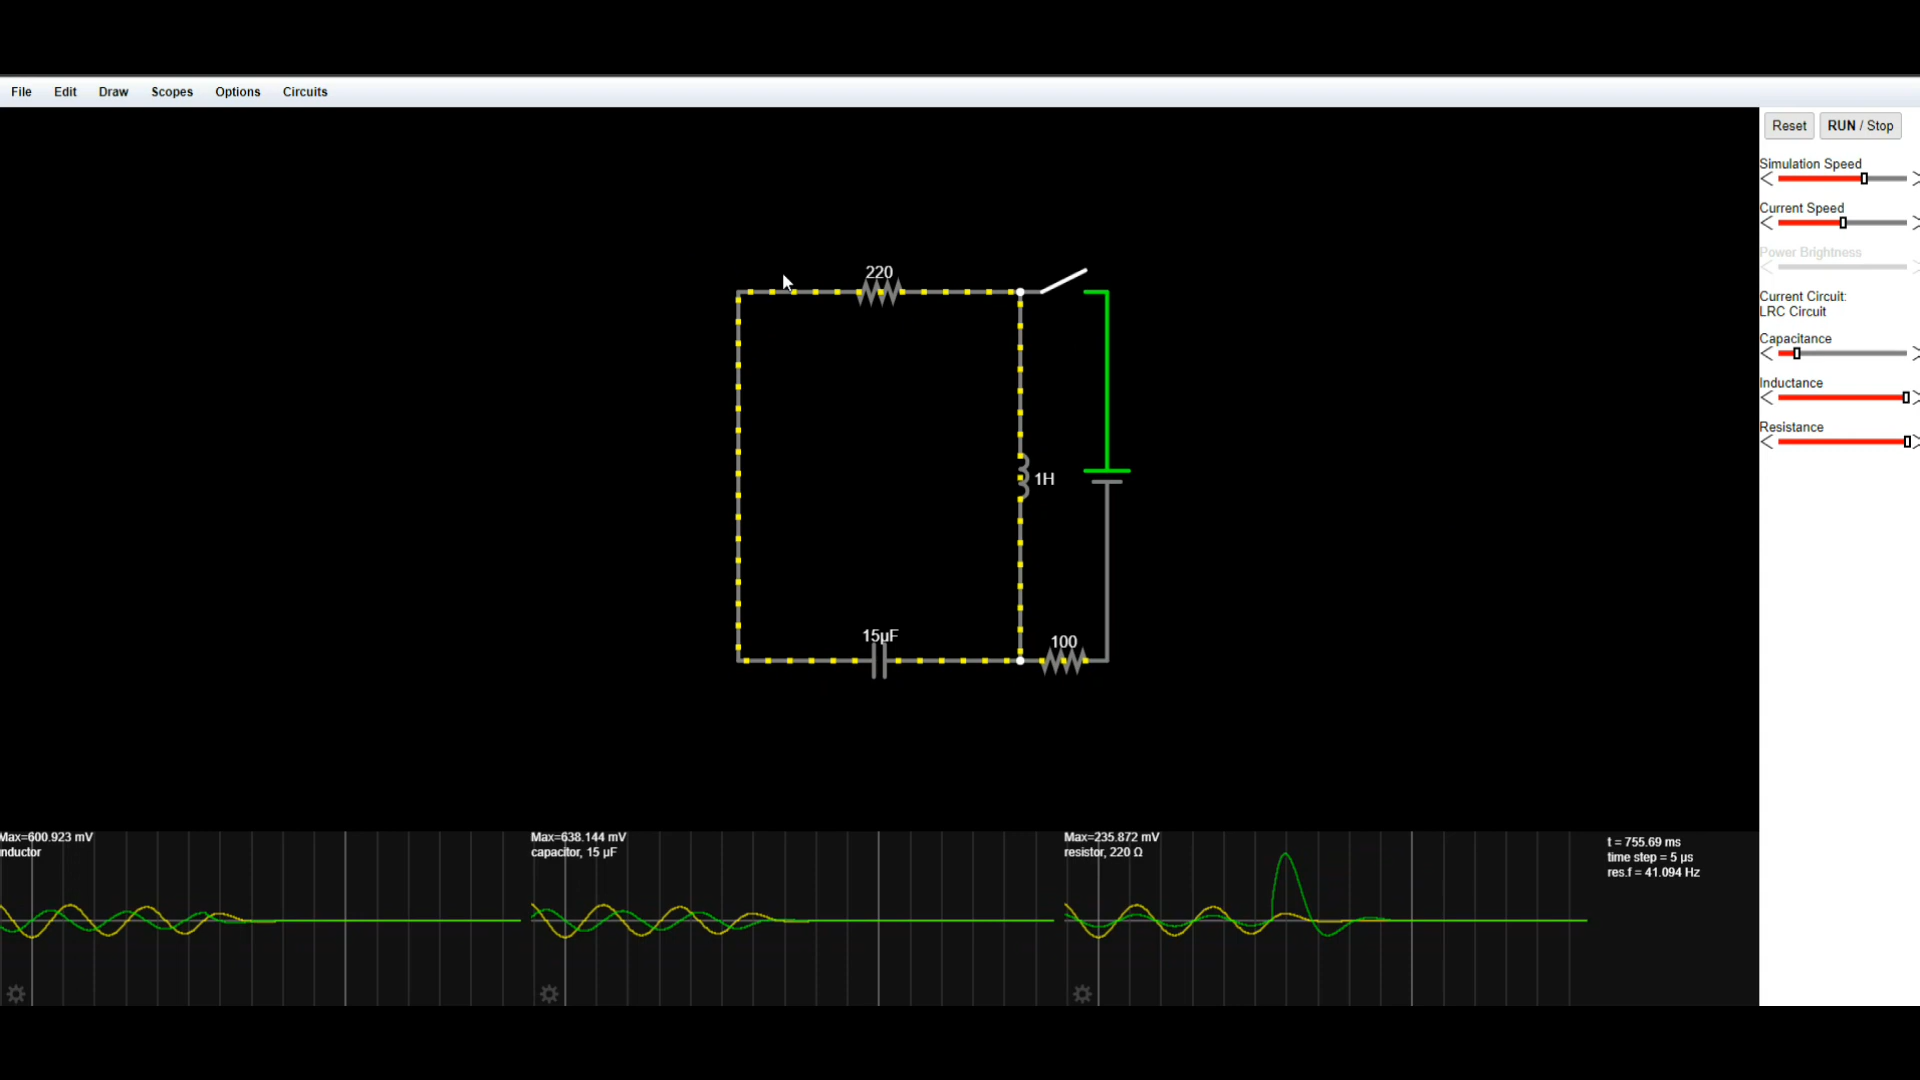 File Edit Draw Scopes Options Circuits
Reset RUN / Stop
Simulation Speed
Current Speed
Power Brightness
Current Circuit:
LRC Circuit
Capacitance
Inductance
Resistance
220
1H
15μF
100
Max=600.923 mV
nductor
Max=638.144 mV
capacitor, 15 μF
Max=235.872 mV
resistor, 220 Ω
t = 755.69 ms
time step = 5 μs
res.f = 41.094 Hz